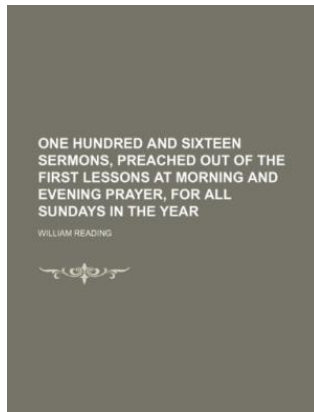 ONE HUNDRED AND SIXTEEN
SERMONS, PREACHED OUT OF THE
FIRST LESSONS AT MORNING AND
EVENING PRAYER, FOR ALL
SUNDAYS IN THE YEAR
WILLIAM READING